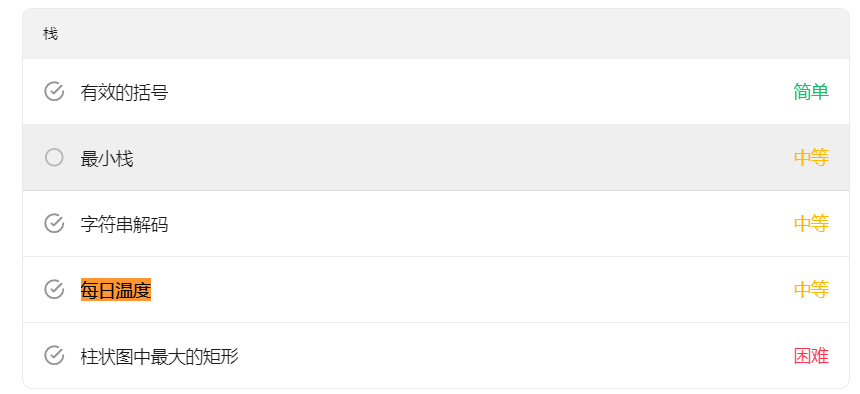 栈
有效的括号 简单
最小栈 中等
字符串解码 中等
每日温度 中等
柱状图中最大的矩形 困难